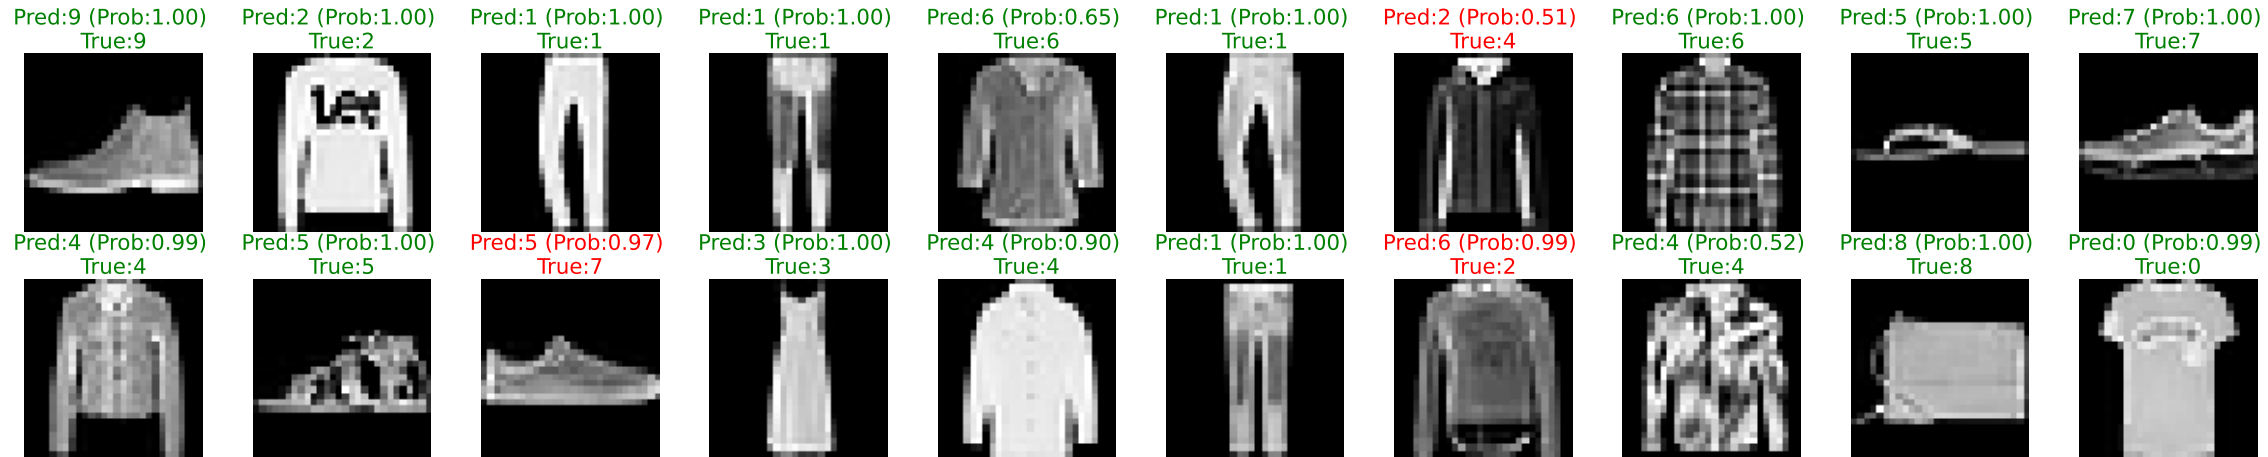 Pred:9 (Prob:1.00)
True:9
Pred:2 (Prob:1.00)
True:2
Pred:1 (Prob:1.00)
True:1
Pred:1 (Prob:1.00)
True:1
Pred:6 (Prob:0.65)
True:6
Pred:1 (Prob:1.00)
True:1
Pred:2 (Prob:0.51)
True:4
Pred:6 (Prob:1.00)
True:6
Pred:5 (Prob:1.00)
True:5
Pred:7 (Prob:1.00)
True:7
Lee
Pred:4 (Prob:0.99)
True:4
Pred:5 (Prob:1.00)
True:5
Pred:5 (Prob:0.97)
True:7
Pred:3 (Prob:1.00)
True:3
Pred:4 (Prob:0.90)
True:4
Pred:1 (Prob:1.00)
True:1
Pred:6 (Prob:0.99)
True:2
Pred:4 (Prob:0.52)
True:4
Pred:8 (Prob:1.00)
True:8
Pred:0 (Prob:0.99)
True:0